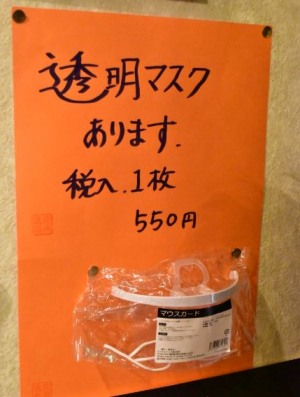 透明マスク
あります.
税入.1枚
550円
マウスガード